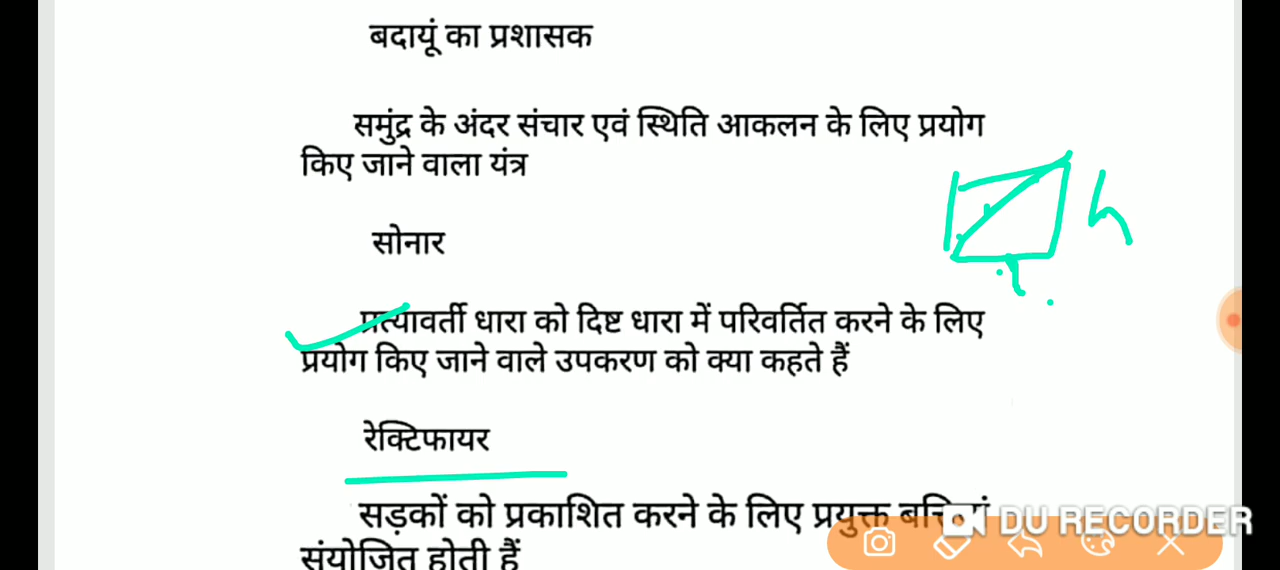 बदायूं का प्रशासक
समुंद्र के अंदर संचार एवं स्थिति आकलन के लिए प्रयोग
किए जाने वाला यंत्र
सोनार
प्रत्यावर्ती धारा को दिष्ट धारा में परिवर्तित करने के लिए
प्रयोग किए जाने वाले उपकरण को क्या कहते हैं
रेक्टिफायर
सड़कों को प्रकाशित करने के लिए प्रयुक्त
DU RECORDER
संयोजित होती हैं
h